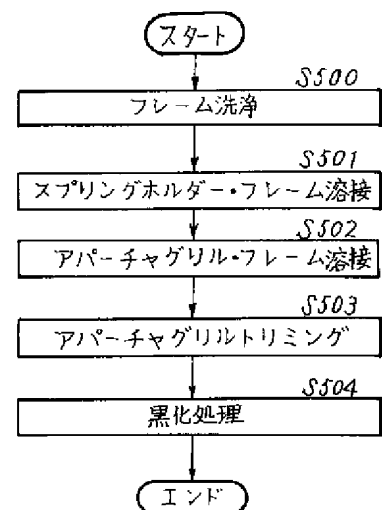 スタート
S500
フレーム洗浄
S501
スプリングホルダー・フレーム溶接
S502
アパーチャグリル・フレーム溶接
S503
アパーチャグリルトリミング
S504
黒化処理
エンド